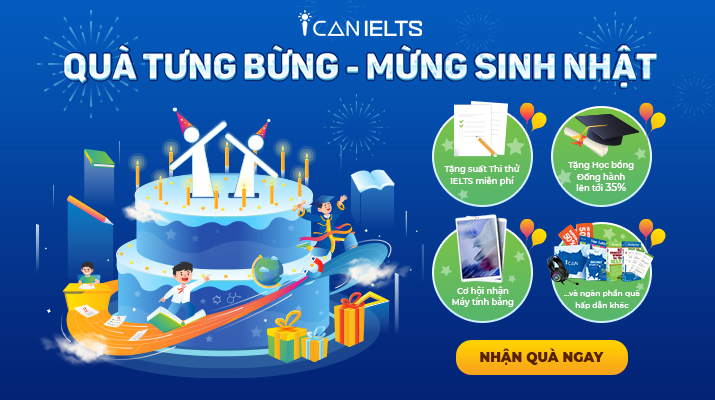 iCAN IELTS
QUÀ TƯNG BỪNG - MỪNG SINH NHẬT
Tặng suất Thi thử
IELTS miễn phí
Tặng Học bổng
Đồng hành
lên tới 35%
Cơ hội nhận
Máy tính bảng
iCAN
...và ngàn phần quà
hấp dẫn khác
NHẬN QUÀ NGAY